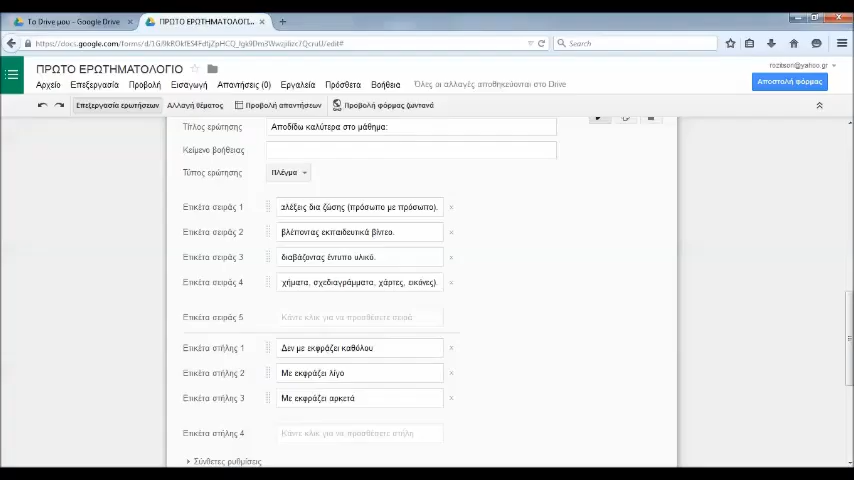 Το Drive μου - Google Drive × ΠΡΩΤΟ ΕΡΩΤΗΜΑΤΟΛΟΓΙ... × +
Search
ΠΡΩΤΟ ΕΡΩΤΗΜΑΤΟΛΟΓΙΟ
rozitson@yahoo.gr
Αρχείο Επεξεργασία Προβολή Εισαγωγή Απαντήσεις (0) Εργαλεία Πρόσθετα Βοήθεια Όλες οι αλλαγές αποθηκεύονται στο Drive
Αποστολή φόρμας
Επεξεργασία ερωτήσεων Αλλαγή θέματος Προβολή απαντήσεων Προβολή φόρμας ζωντανά
Τίτλος ερώτησης Αποδίδω καλύτερα στο μάθημα:
Κείμενο βοήθειας
Τύπος ερώτησης Πλέγμα
Ετικέτα σειράς 1 αλέξεις δια ζώσης (πρόσωπο με πρόσωπο). ×
Ετικέτα σειράς 2 βλέποντας εκπαιδευτικά βίντεο. ×
Ετικέτα σειράς 3 διαβάζοντας έντυπο υλικό. ×
Ετικέτα σειράς 4 χήματα, σχεδιαγράμματα, χάρτες, εικόνες). ×
Ετικέτα σειράς 5 Κάντε κλικ για να προσθέσετε σειρά
Ετικέτα στήλης 1 Δεν με εκφράζει καθόλου ×
Ετικέτα στήλης 2 Με εκφράζει λίγο ×
Ετικέτα στήλης 3 Με εκφράζει αρκετά ×
Ετικέτα στήλης 4 Κάντε κλικ για να προσθέσετε στήλη
Σύνθετες ρυθμίσεις